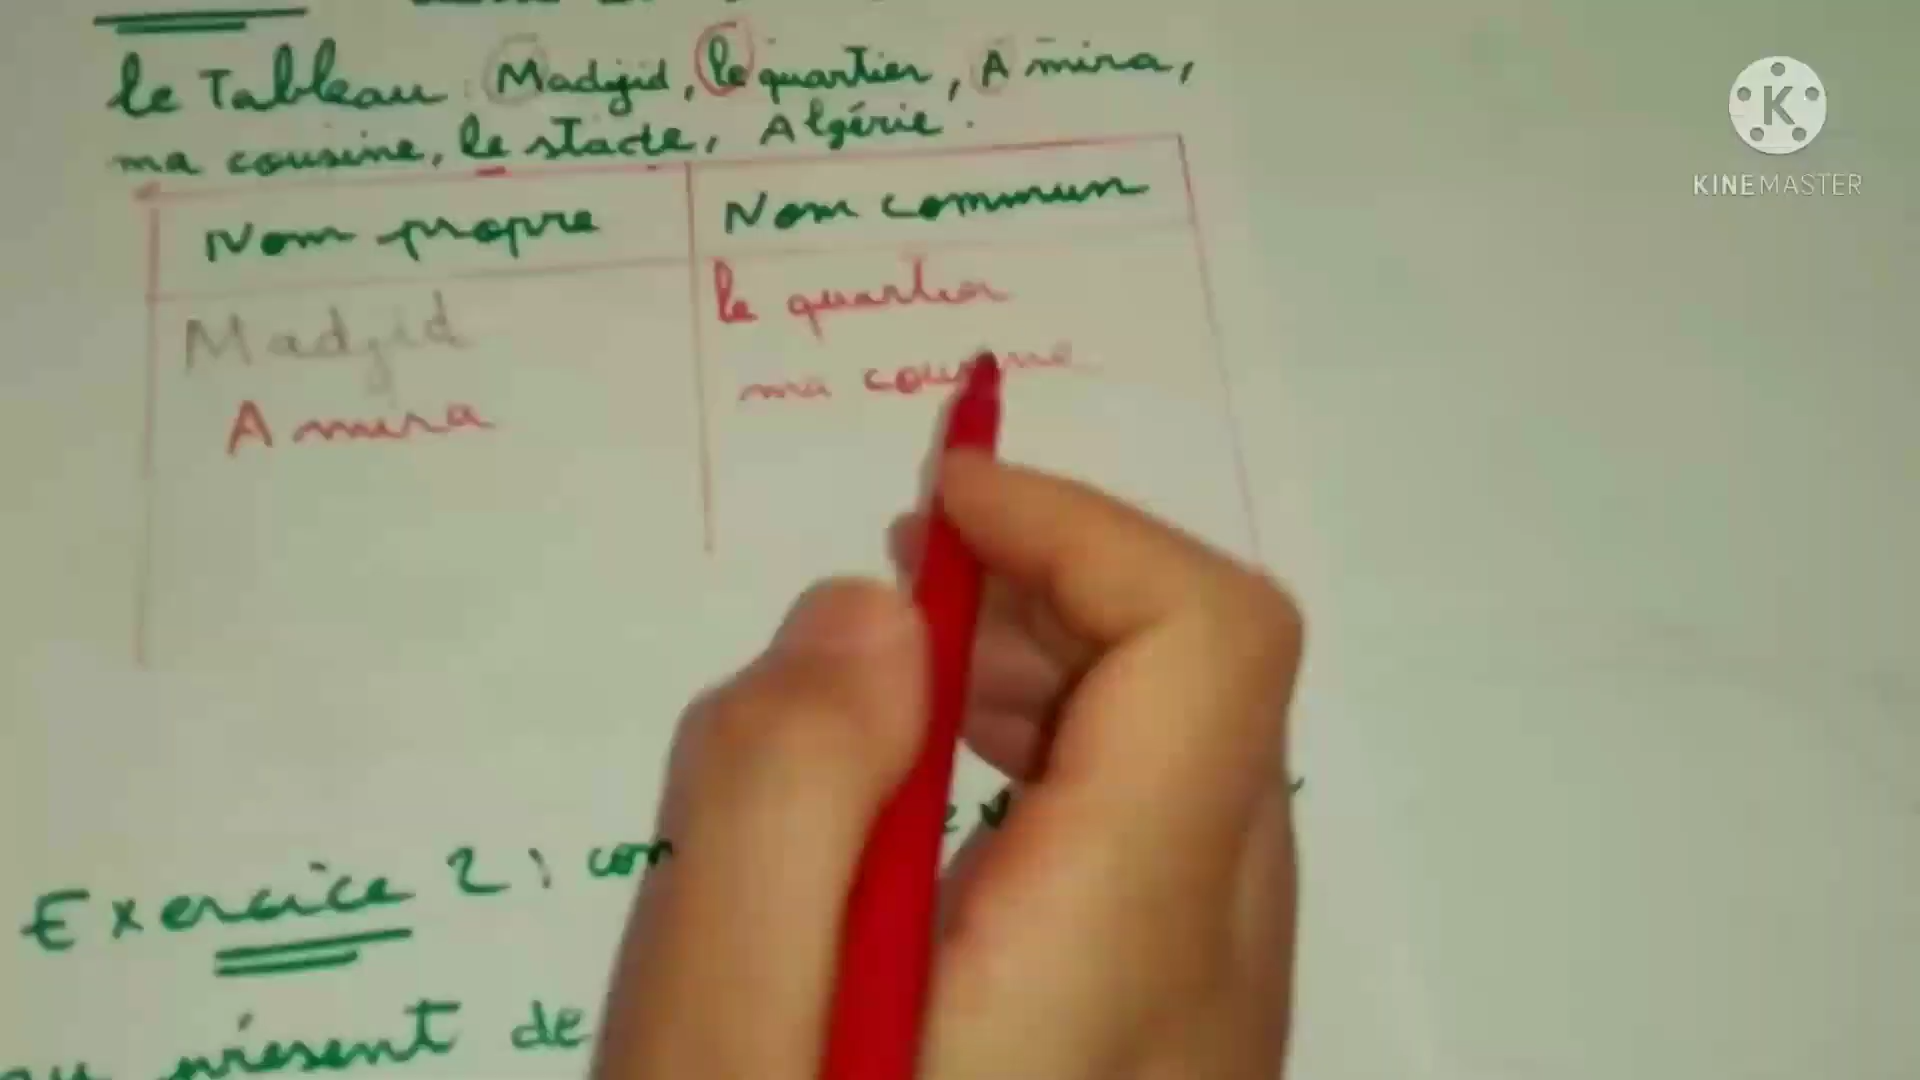 le Tableau : Madjid, le quartier, Amira,
ma cousine, le stade, Algérie.
Nom propre Nom commun
Madjid le quartier
Amira ma cousine
Exercice 2 : con
au présent de
K
KINEMASTER